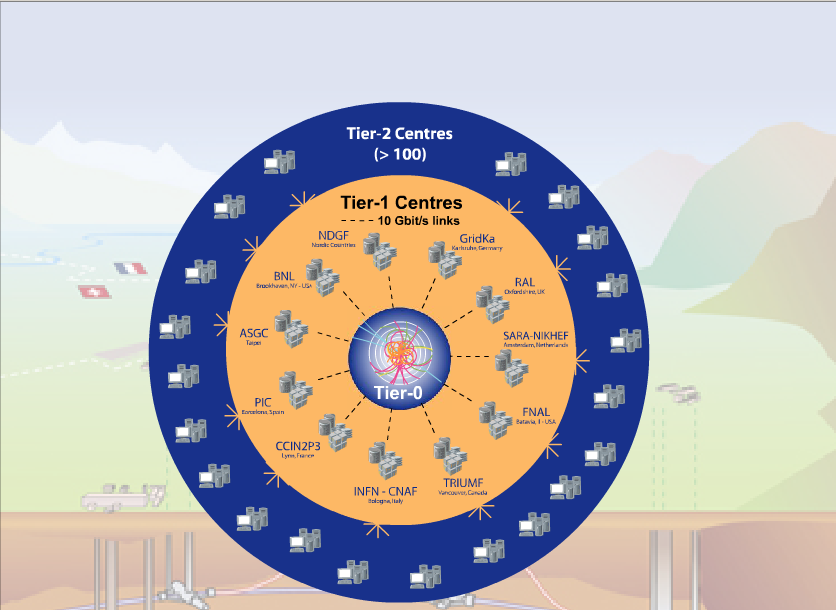 Tier-2 Centres
(> 100)
Tier-1 Centres
10 Gbit/s links
NDGF
Nordic Countries
GridKa
Karlsruhe, Germany
BNL
Brookhaven, NY - USA
RAL
Oxfordshire, UK
ASGC
Taipei
SARA-NIKHEF
Amsterdam, Netherlands
Tier-0
PIC
Barcelona, Spain
FNAL
Batavia, Il - USA
CCIN2P3
Lyon, France
TRIUMF
Vancouver, Canada
INFN - CNAF
Bologna, Italy